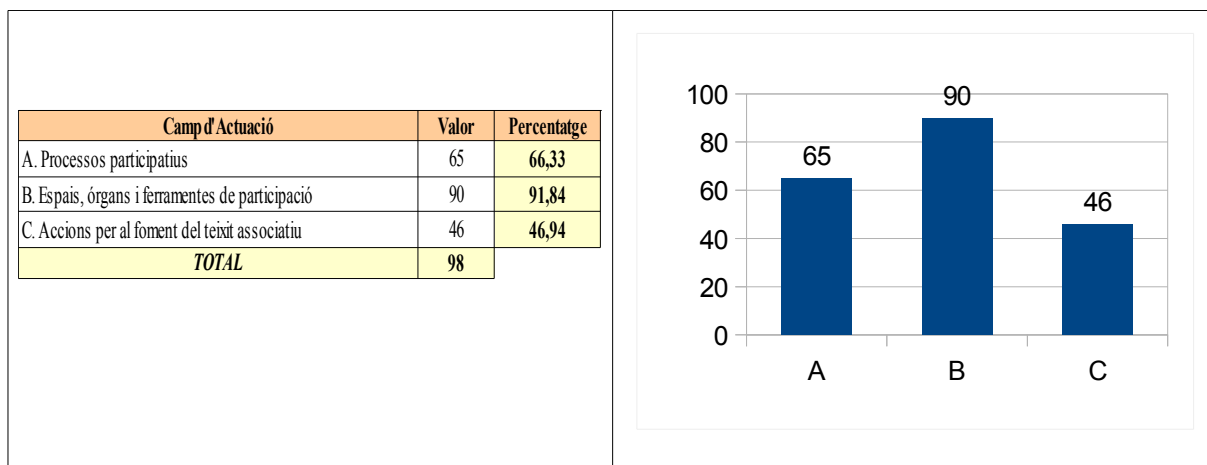 Camp d'Actuació Valor Percentatge
A. Processos participatius 65 66,33
B. Espais, órgans i ferramentes de participació 90 91,84
C. Accions per al foment del teixit associatiu 46 46,94
TOTAL 98
100
80
60
40
20
0
65
90
46
A B C